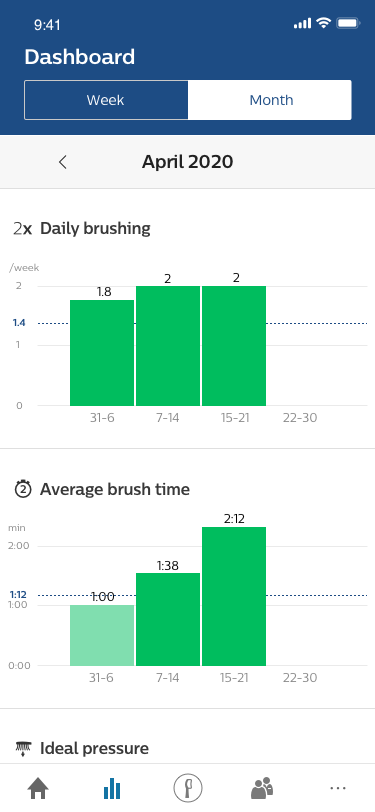 9:41
Dashboard
Week Month
April 2020
2x Daily brushing
/week
2
1.4
1
0
1.8 2 2
31-6 7-14 15-21 22-30
2 Average brush time
min
2:00
1:12
1:00
0:00
1:00 1:38 2:12
31-6 7-14 15-21 22-30
Ideal pressure